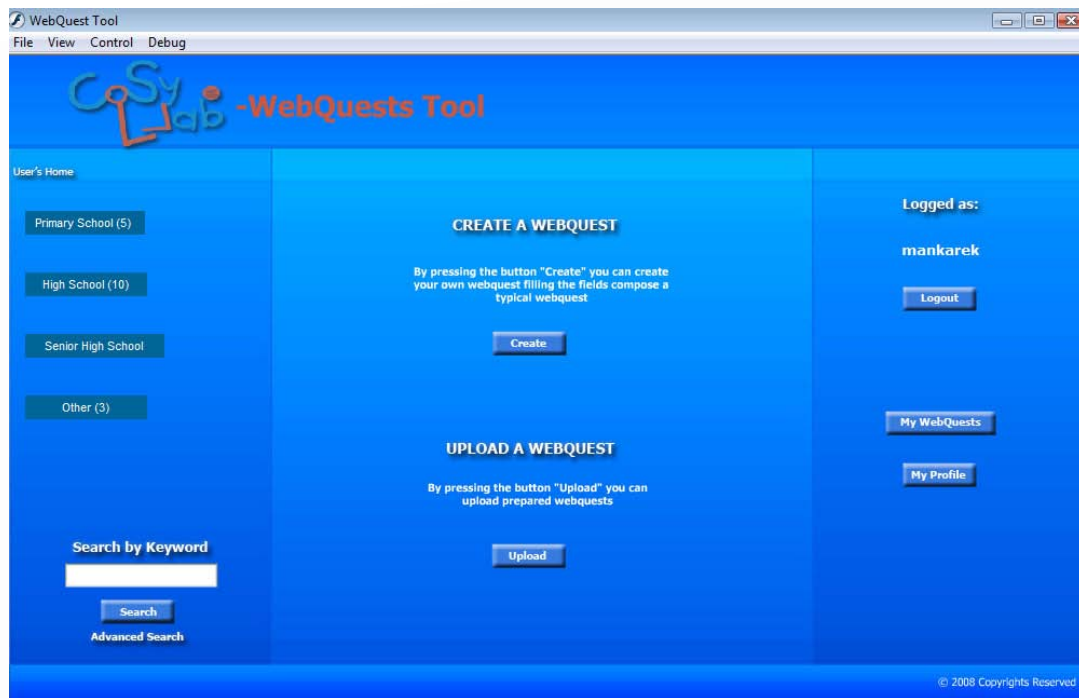 WebQuest Tool
File View Control Debug
CoSyLlab -WebQuests Tool
User's Home
Primary School (5)
High School (10)
Senior High School
Other (3)
Search by Keyword
Search
Advanced Search
CREATE A WEBQUEST
By pressing the button "Create" you can create
your own webquest filling the fields compose a
typical webquest
Create
UPLOAD A WEBQUEST
By pressing the button "Upload" you can
upload prepared webquests
Upload
Logged as:
mankarek
Logout
My WebQuests
My Profile
© 2008 Copyrights Reserved